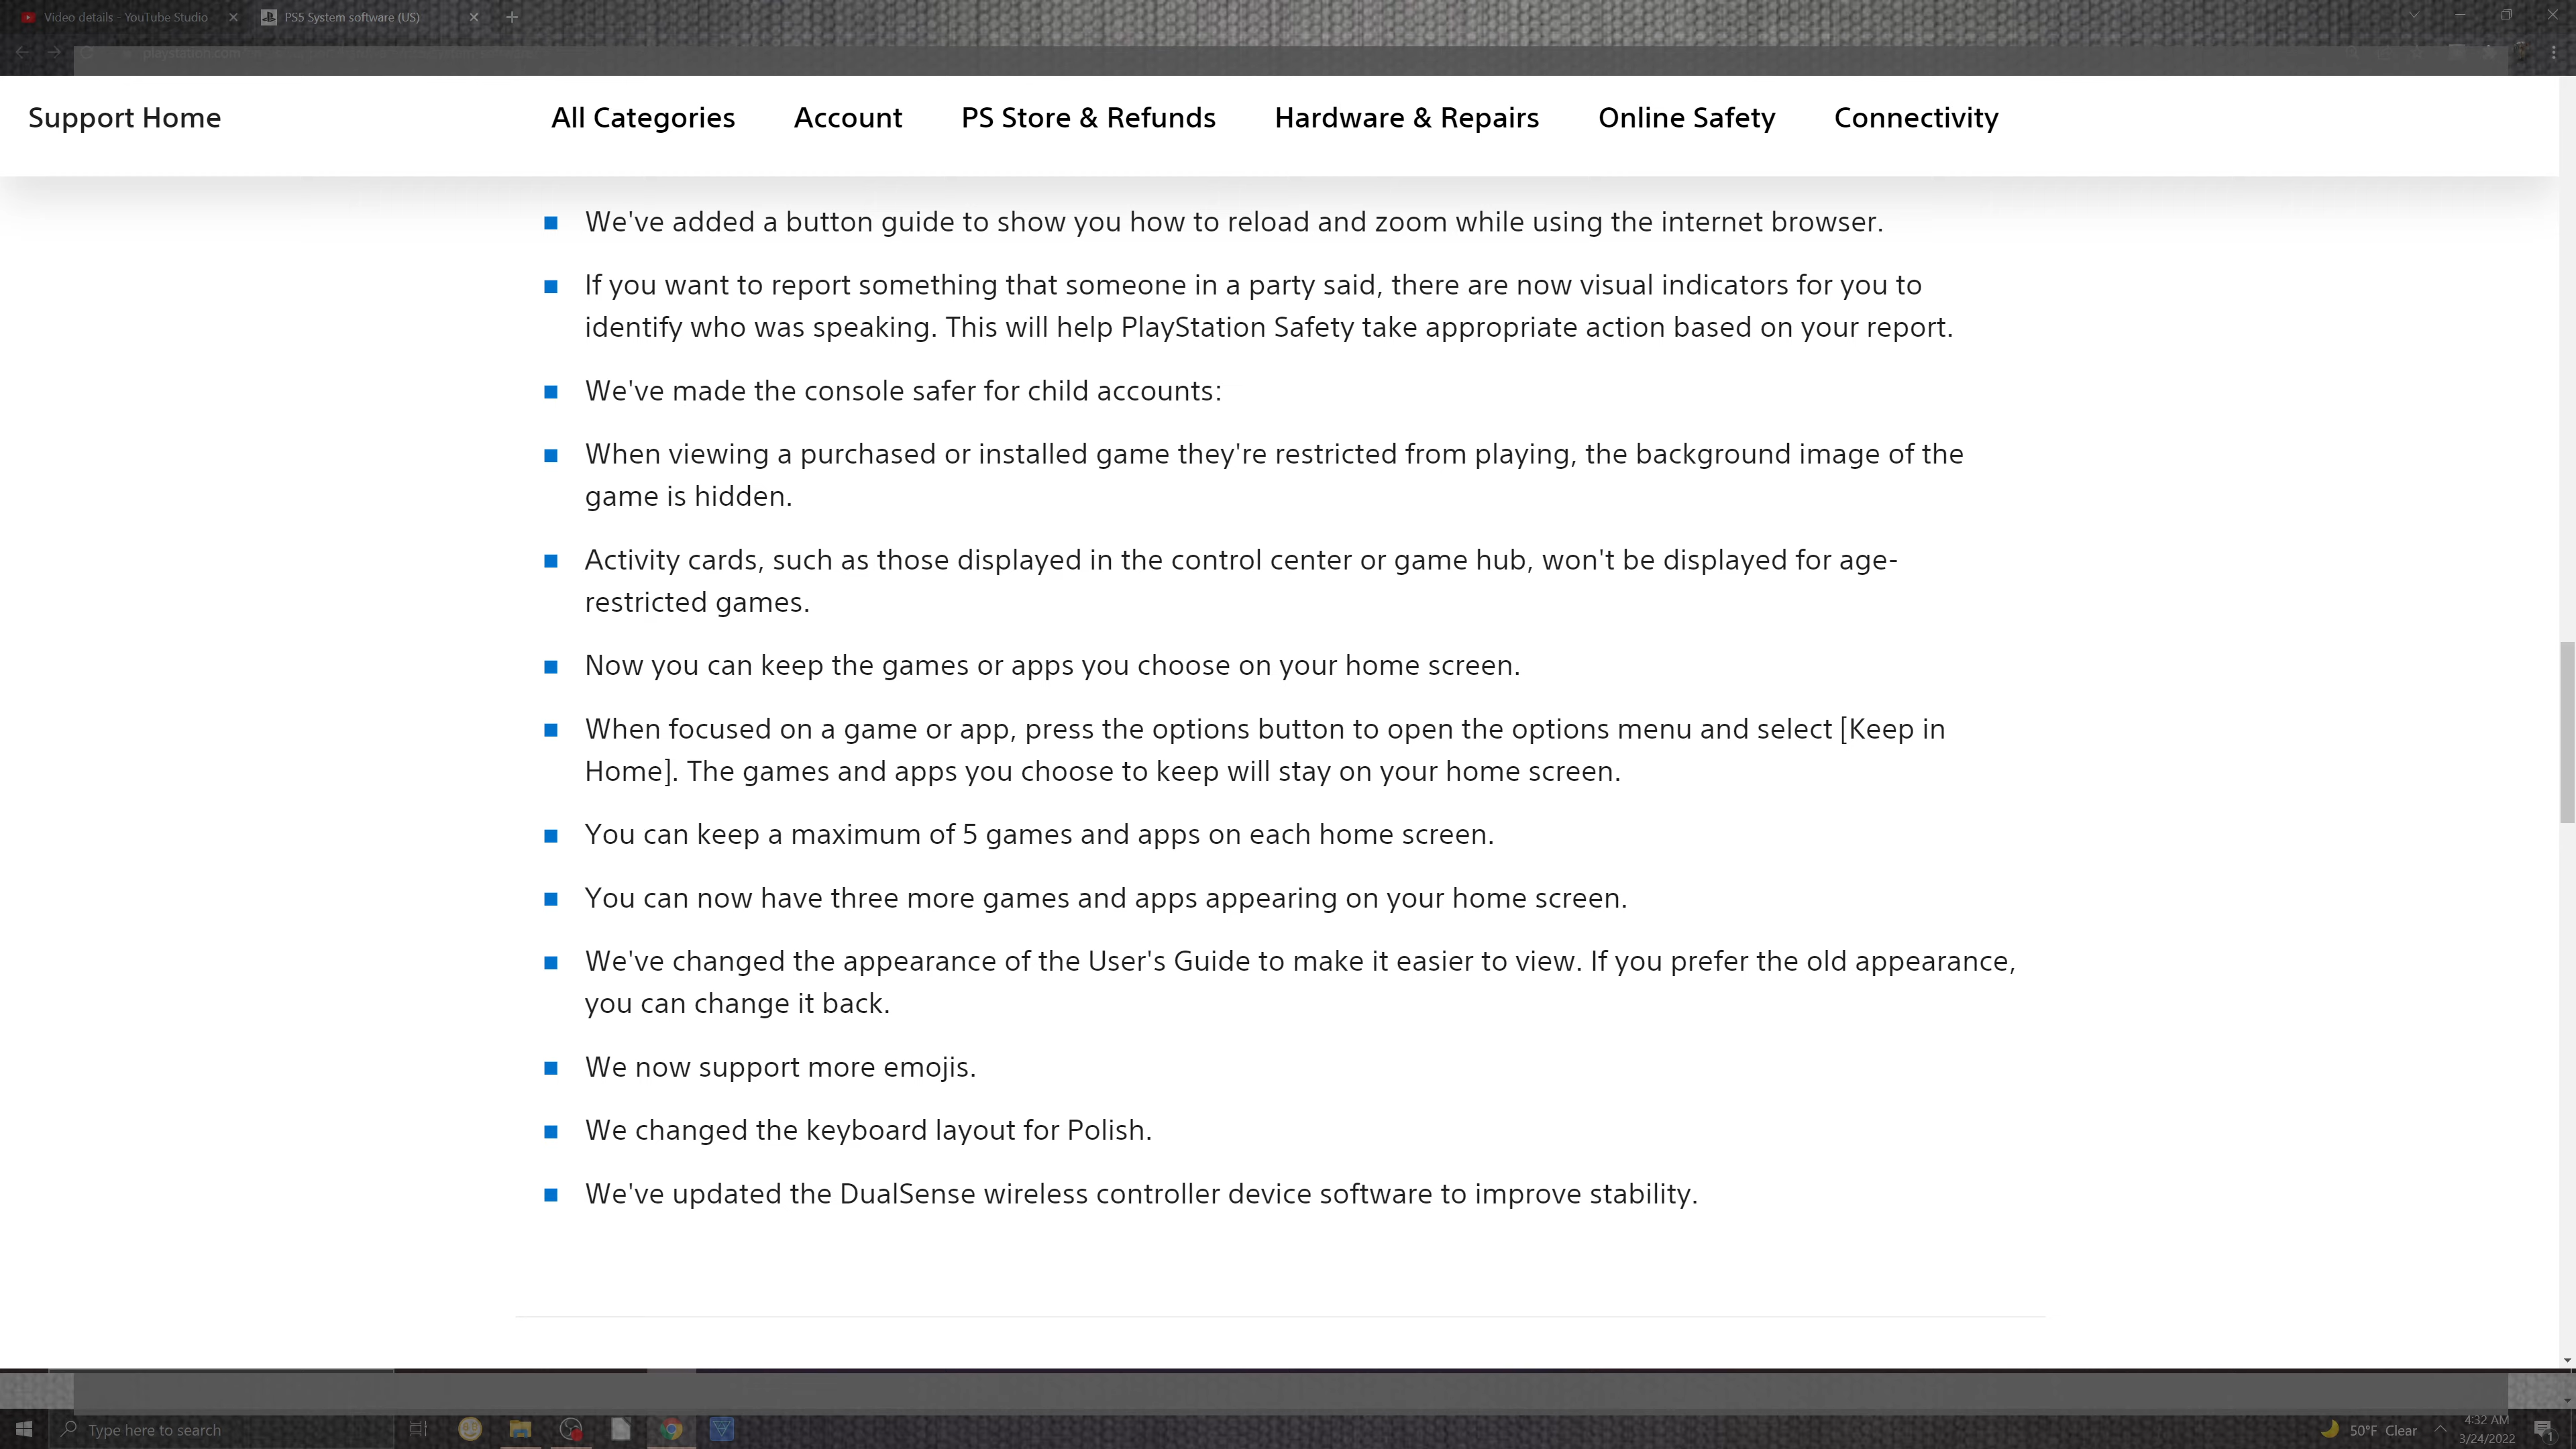 Video details - YouTube Studio
PS5 System software (US)
playstation.com
Support Home
All Categories
Account
PS Store & Refunds
Hardware & Repairs
Online Safety
Connectivity
We've added a button guide to show you how to reload and zoom while using the internet browser.
If you want to report something that someone in a party said, there are now visual indicators for you to
identify who was speaking. This will help PlayStation Safety take appropriate action based on your report.
We've made the console safer for child accounts:
When viewing a purchased or installed game they're restricted from playing, the background image of the
game is hidden.
Activity cards, such as those displayed in the control center or game hub, won't be displayed for age-
restricted games.
Now you can keep the games or apps you choose on your home screen.
When focused on a game or app, press the options button to open the options menu and select [Keep in
Home]. The games and apps you choose to keep will stay on your home screen.
You can keep a maximum of 5 games and apps on each home screen.
You can now have three more games and apps appearing on your home screen.
We've changed the appearance of the User's Guide to make it easier to view. If you prefer the old appearance,
you can change it back.
We now support more emojis.
We changed the keyboard layout for Polish.
We've updated the DualSense wireless controller device software to improve stability.
Type here to search
50°F Clear
4:32 AM
3/24/2022
1